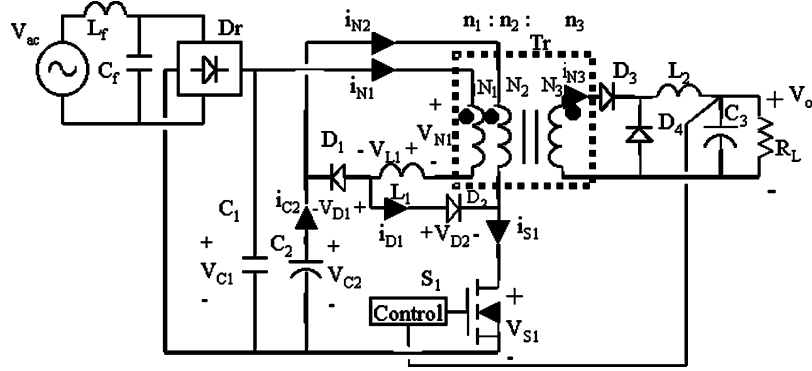 V_ac
L_f
C_f
Dr
i_N2
i_N1
n_1 : n_2 : n_3
Tr
+
V_N1
-
N_1
N_2
N_3
i_N3
D_3
L_2
D_4
C_3
+ V_o
R_L
-
D_1
- V_L1 +
L_1
D_2
i_C2
-V_D1 +
i_D1
+V_D2 -
i_S1
C_1
+
V_C1
-
C_2
+
V_C2
-
S_1
Control
+
V_S1
-